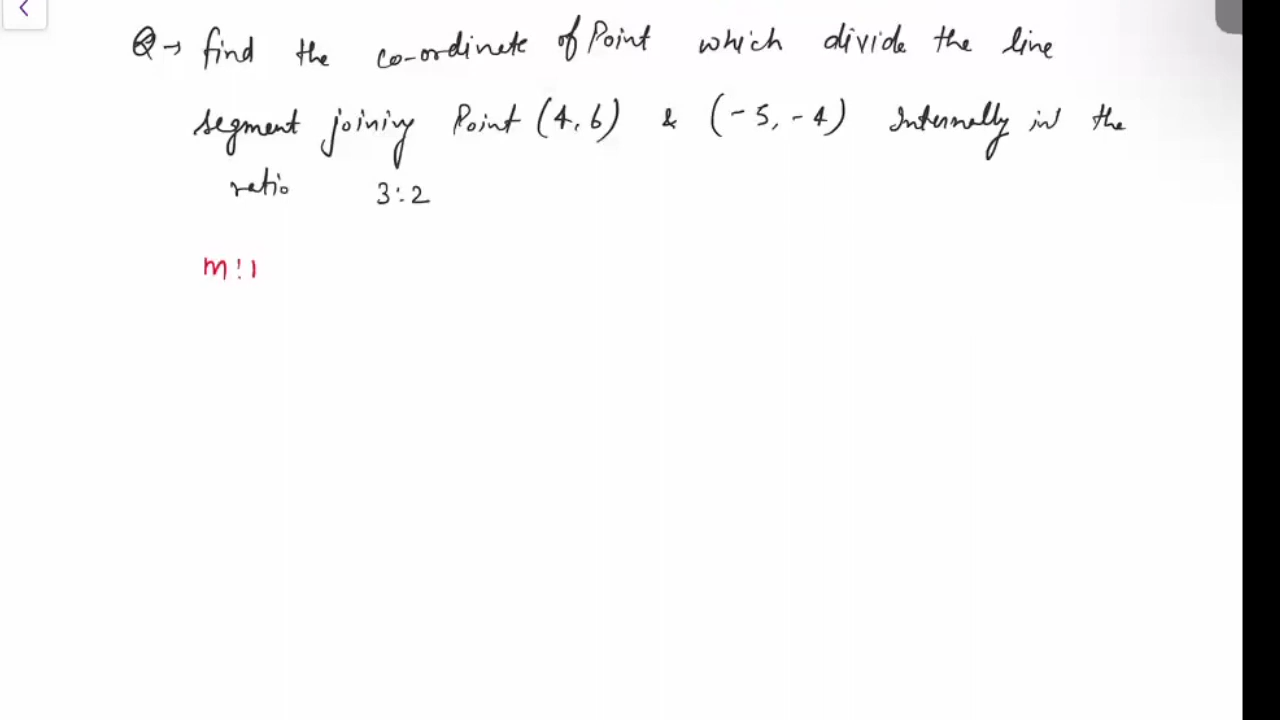 Q→ find the co-ordinate of Point which divide the line
segment joining Point (4,6) & (-5,-4) Internally in the
ratio 3:2
m:1